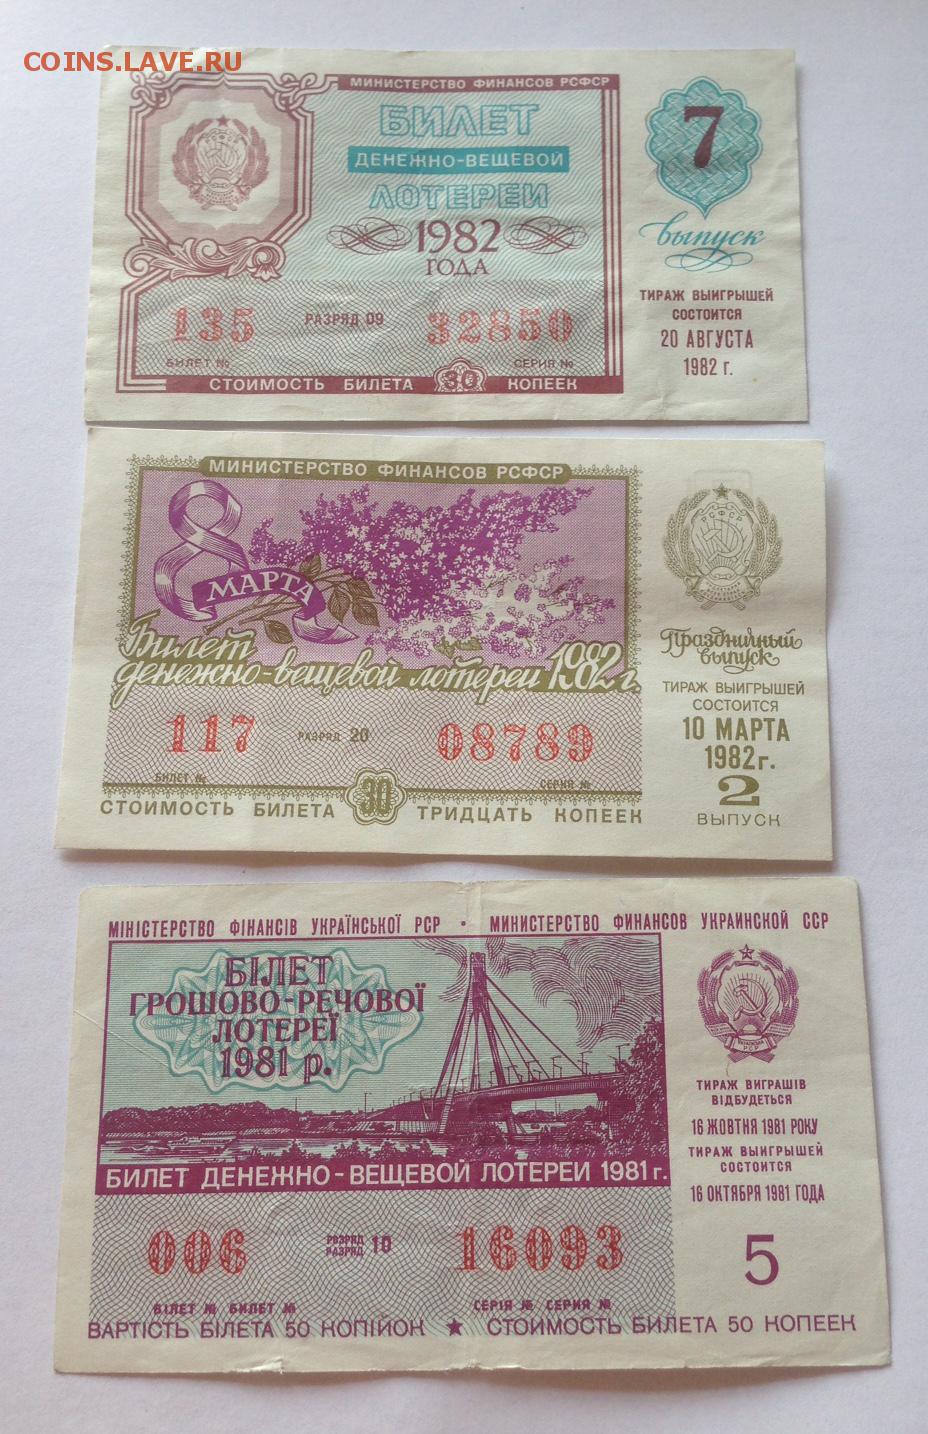 COINS.LAVE.RU
МИНИСТЕРСТВО ФИНАНСОВ РСФСР
БИЛЕТ
ДЕНЕЖНО-ВЕЩЕВОЙ
ЛОТЕРЕИ
1982
ГОДА
135 РАЗРЯД 09 32850
БИЛЕТ № СЕРИЯ №
СТОИМОСТЬ БИЛЕТА 30 КОПЕЕК
7
выпуск
ТИРАЖ ВЫИГРЫШЕЙ
СОСТОИТСЯ
20 АВГУСТА
1982 г.
МИНИСТЕРСТВО ФИНАНСОВ РСФСР
8
МАРТА
Билет
денежно-вещевой лотереи 1982 г.
117 РАЗРЯД 20 08789
БИЛЕТ № СЕРИЯ №
СТОИМОСТЬ БИЛЕТА 30 ТРИДЦАТЬ КОПЕЕК
РСФСР
Праздничный
выпуск
ТИРАЖ ВЫИГРЫШЕЙ
СОСТОИТСЯ
10 МАРТА
1982 г.
2
ВЫПУСК
МІНІСТЕРСТВО ФІНАНСІВ УКРАЇНСЬКОЇ РСР • МИНИСТЕРСТВО ФИНАНСОВ УКРАИНСКОЙ ССР
БІЛЕТ
ГРОШОВО-РЕЧОВОЇ
ЛОТЕРЕЇ
1981 р.
БИЛЕТ ДЕНЕЖНО-ВЕЩЕВОЙ ЛОТЕРЕИ 1981 г.
006 РОЗРЯД РАЗРЯД 10 16093
БІЛЕТ № БИЛЕТ № СЕРІЯ № СЕРИЯ №
ВАРТІСТЬ БІЛЕТА 50 КОПІЙОК ★ СТОИМОСТЬ БИЛЕТА 50 КОПЕЕК
УКРАЇНСЬКА
РСР
ТИРАЖ ВИГРАШІВ
ВІДБУДЕТЬСЯ
16 ЖОВТНЯ 1981 РОКУ
ТИРАЖ ВЫИГРЫШЕЙ
СОСТОИТСЯ
16 ОКТЯБРЯ 1981 ГОДА
5